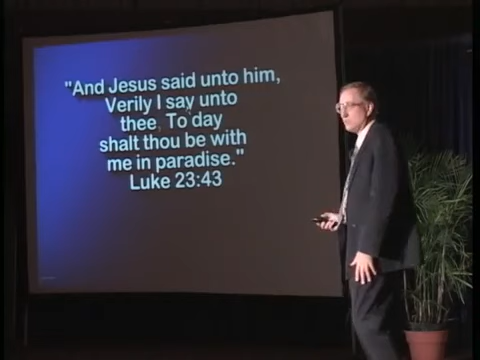 "And Jesus said unto him,
Verily I say unto
thee, To day
shalt thou be with
me in paradise."
Luke 23:43